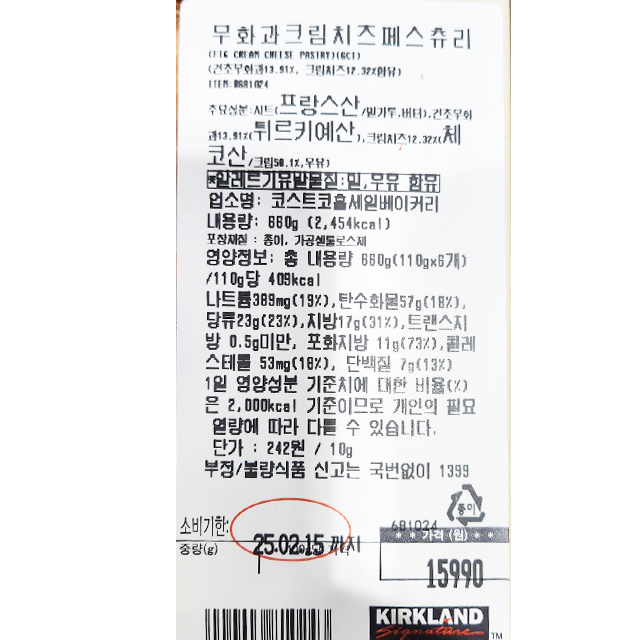 무화과크림치즈페스츄리
(FIG CREAM CHEESE PASTRY)(6CT)
(건조무화과13.91%, 크림치즈12.32%함유)
ITEM:#681024
주요성분:시트(프랑스산/밀가루,버터),건조무화
과13.91%(튀르키예산),크림치즈12.32%(체
코산/크림50.1%,우유)
*알레르기유발물질:밀,우유 함유
업소명: 코스트코홀세일베이커리
내용량: 660g (2,454kcal)
포장재질 : 종이, 가공셀룰로스제
영양정보: 총 내용량 660g(110gx6개)
/110g당 409kcal
나트륨389mg(19%),탄수화물57g(18%),
당류23g(23%),지방17g(31%),트랜스지
방 0.5g미만, 포화지방 11g(73%),콜레
스테롤 53mg(18%), 단백질 7g(13%)
1일 영양성분 기준치에 대한 비율(%)
은 2,000kcal 기준이므로 개인의 필요
열량에 따라 다를 수 있습니다.
단가 : 242원 / 10g
부정/불량식품 신고는 국번없이 1399
종이
소비기한:
25.02.15 까지
681024
중량(g)
* * 가격 (원) * *
15990
KIRKLAND
Signature TM